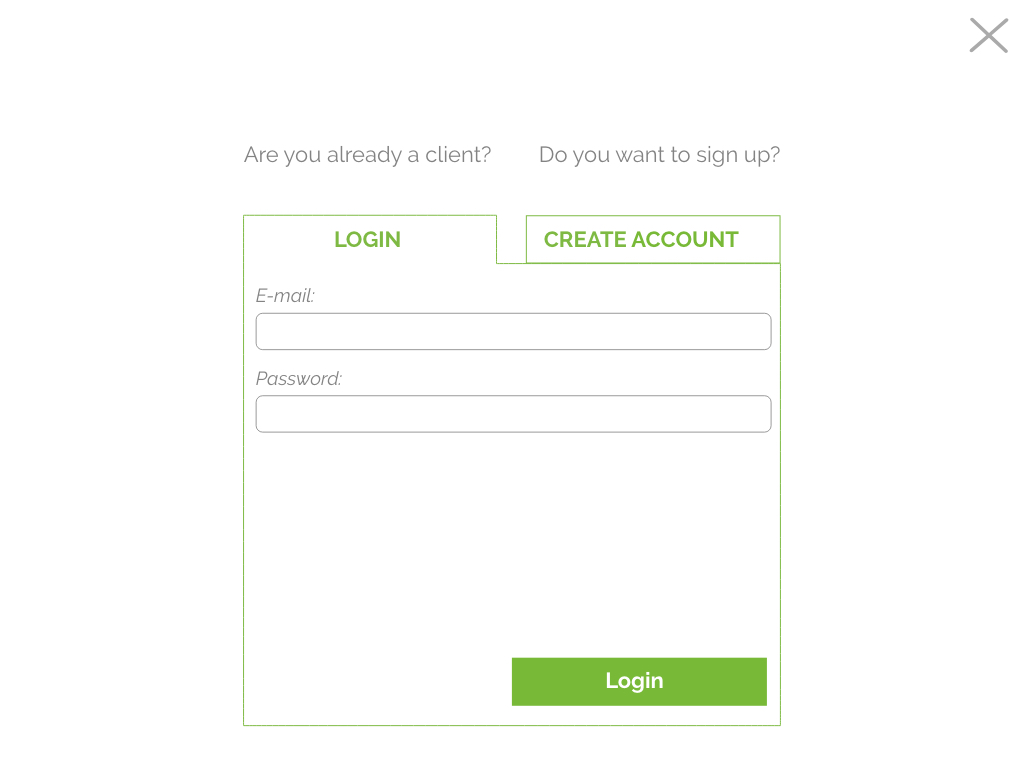 Are you already a client?
Do you want to sign up?
LOGIN
CREATE ACCOUNT
E-mail:
Password:
Login